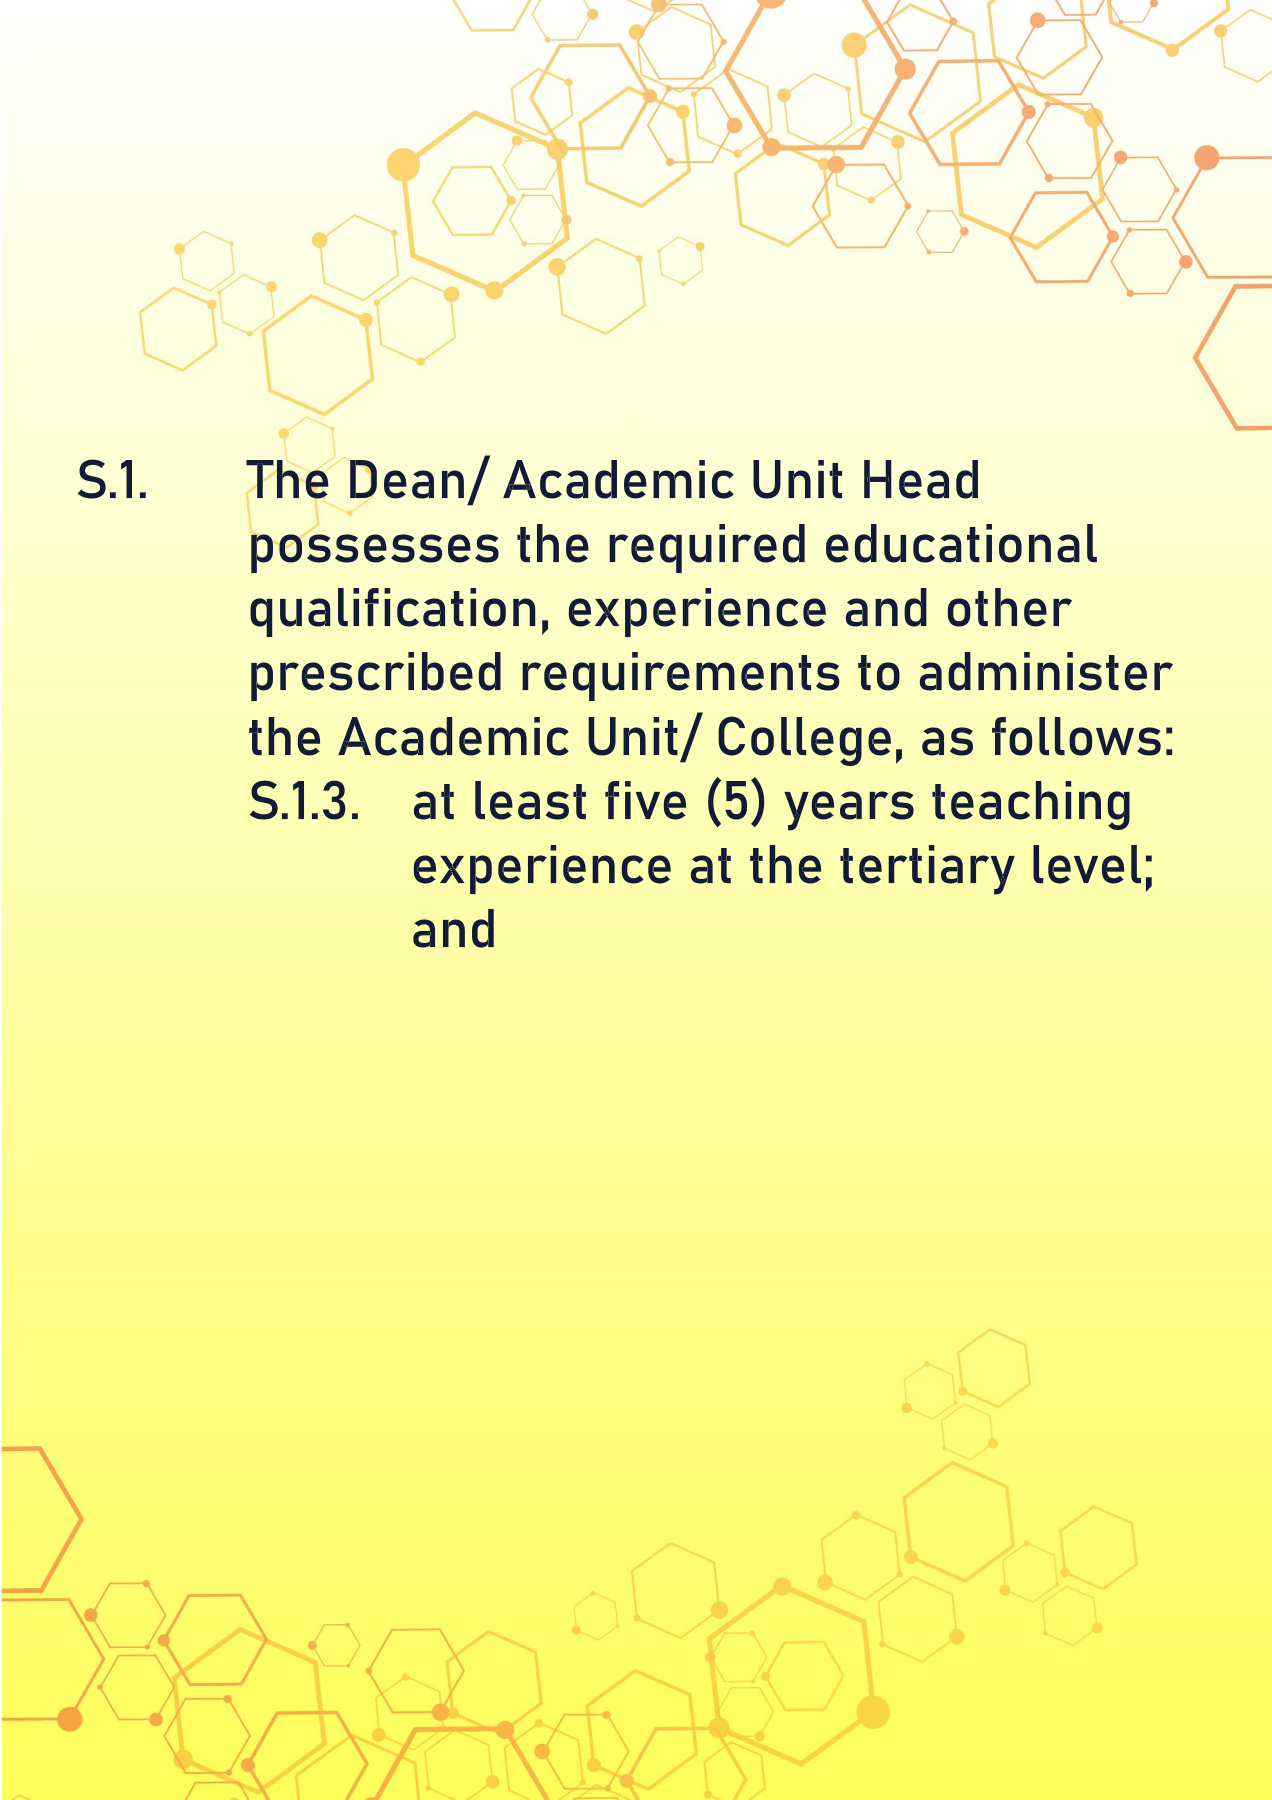 S.1. The Dean/ Academic Unit Head
possesses the required educational
qualification, experience and other
prescribed requirements to administer
the Academic Unit/ College, as follows:
S.1.3. at least five (5) years teaching
experience at the tertiary level;
and